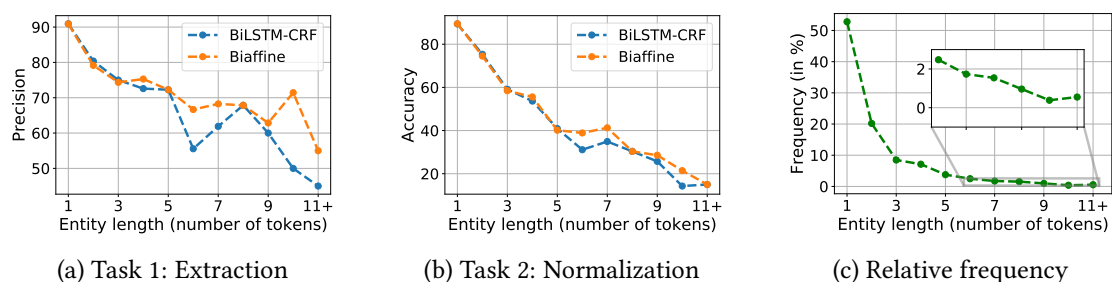 90
80
70
60
50
Precision
BiLSTM-CRF
Biaffine
1 3 5 7 9 11+
Entity length (number of tokens)
(a) Task 1: Extraction
80
60
40
20
Accuracy
BiLSTM-CRF
Biaffine
1 3 5 7 9 11+
Entity length (number of tokens)
(b) Task 2: Normalization
50
40
30
20
10
0
Frequency (in %)
2
0
1 3 5 7 9 11+
Entity length (number of tokens)
(c) Relative frequency